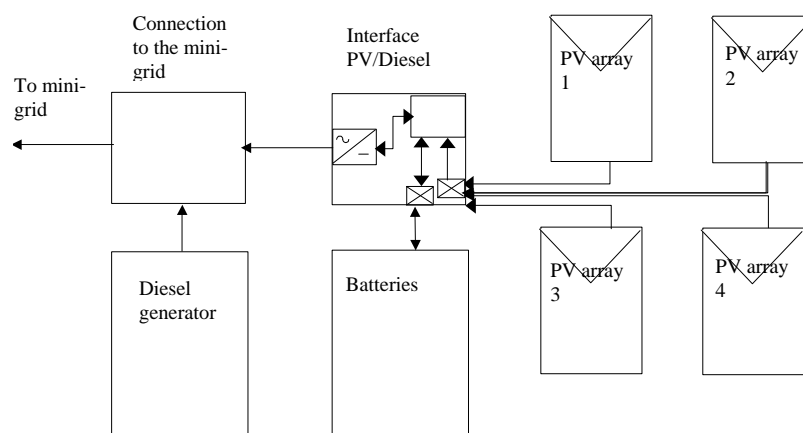 Connection
to the mini-
grid
Interface
PV/Diesel
PV array
1
PV array
2
To mini-
grid
Diesel
generator
Batteries
PV array
3
PV array
4